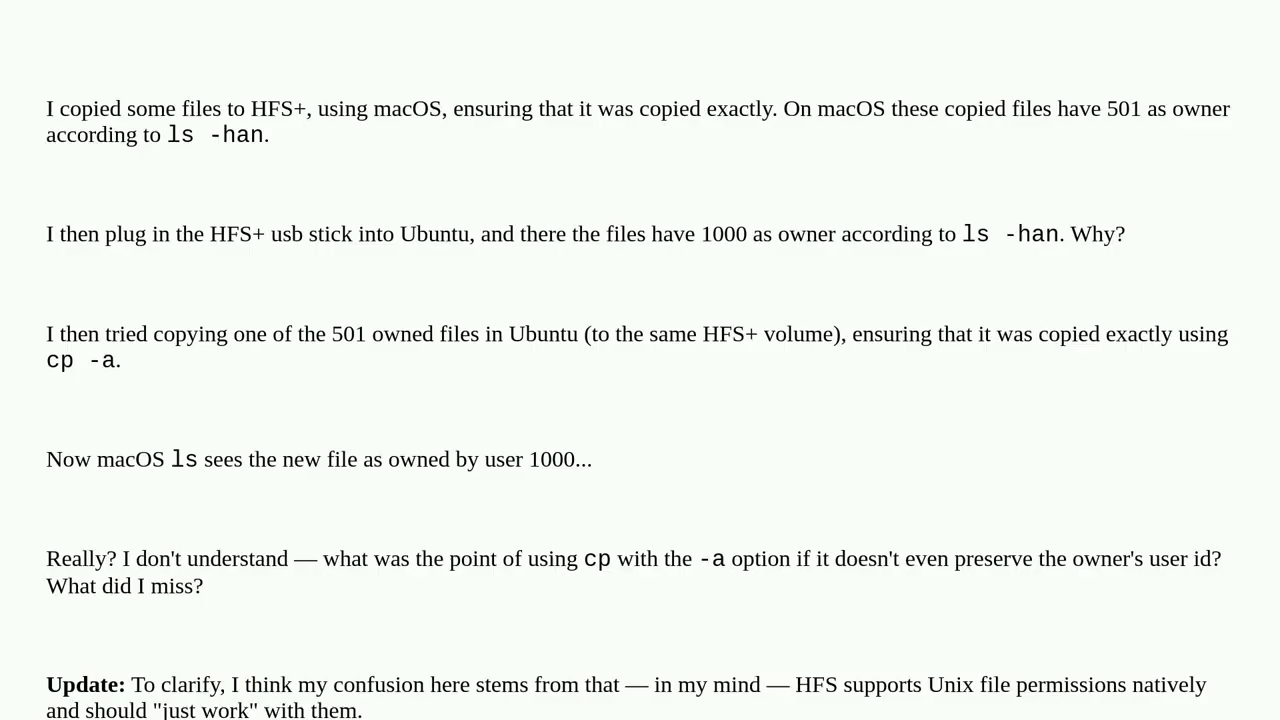 I copied some files to HFS+, using macOS, ensuring that it was copied exactly. On macOS these copied files have 501 as owner
according to ls -han.
I then plug in the HFS+ usb stick into Ubuntu, and there the files have 1000 as owner according to ls -han. Why?
I then tried copying one of the 501 owned files in Ubuntu (to the same HFS+ volume), ensuring that it was copied exactly using
cp -a.
Now macOS ls sees the new file as owned by user 1000...
Really? I don't understand — what was the point of using cp with the -a option if it doesn't even preserve the owner's user id?
What did I miss?
Update: To clarify, I think my confusion here stems from that — in my mind — HFS supports Unix file permissions natively
and should "just work" with them.